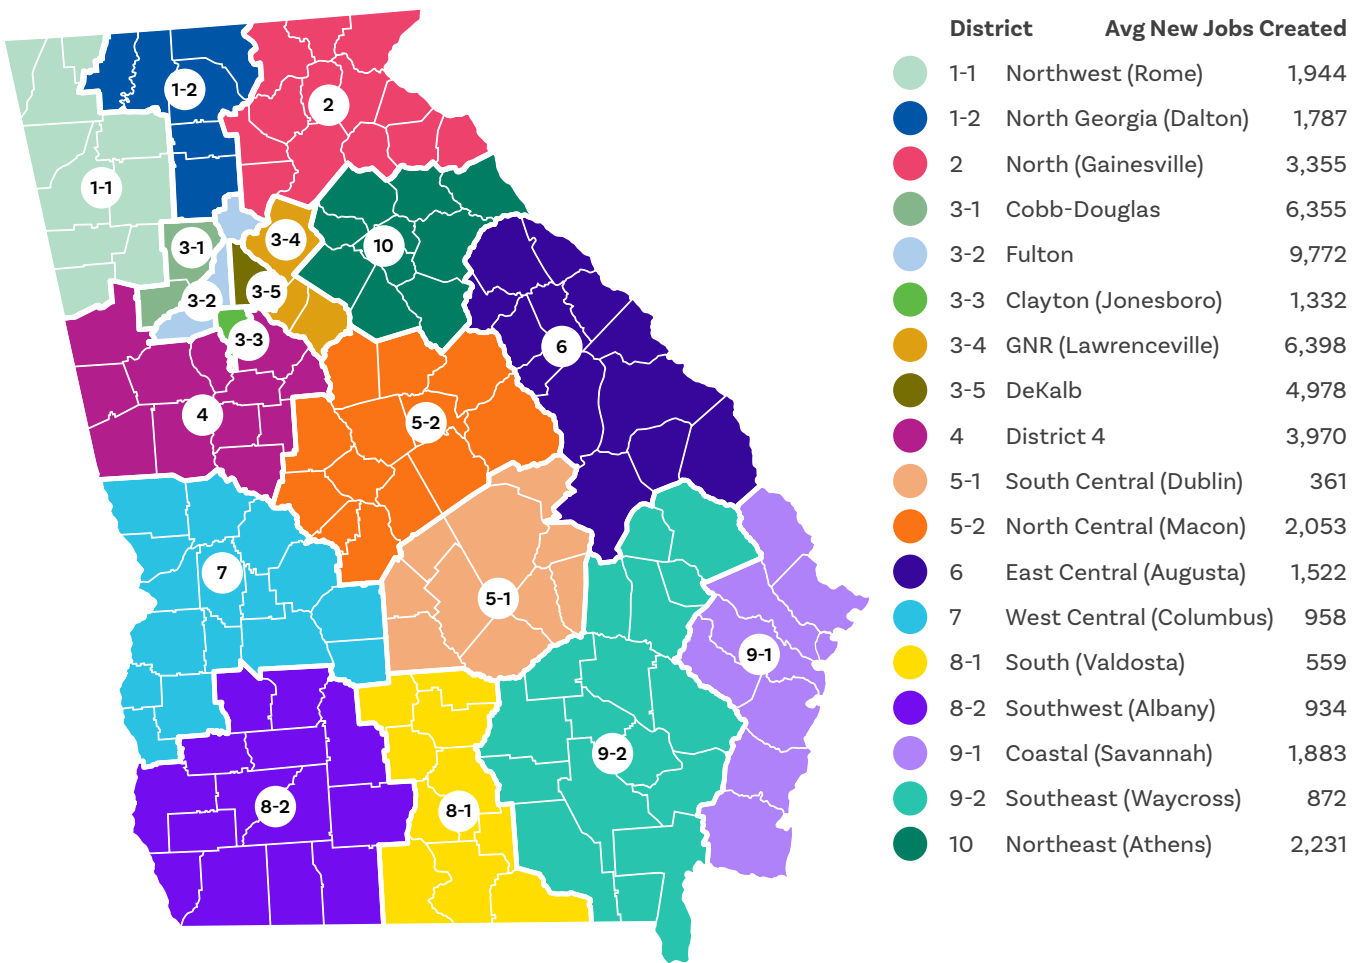 District Avg New Jobs Created
1-1 Northwest (Rome) 1,944
1-2 North Georgia (Dalton) 1,787
2 North (Gainesville) 3,355
3-1 Cobb-Douglas 6,355
3-2 Fulton 9,772
3-3 Clayton (Jonesboro) 1,332
3-4 GNR (Lawrenceville) 6,398
3-5 DeKalb 4,978
4 District 4 3,970
5-1 South Central (Dublin) 361
5-2 North Central (Macon) 2,053
6 East Central (Augusta) 1,522
7 West Central (Columbus) 958
8-1 South (Valdosta) 559
8-2 Southwest (Albany) 934
9-1 Coastal (Savannah) 1,883
9-2 Southeast (Waycross) 872
10 Northeast (Athens) 2,231
1-2
2
1-1
3-1
3-4
10
3-2
3-5
3-3
6
4
5-2
7
5-1
9-1
9-2
8-2
8-1